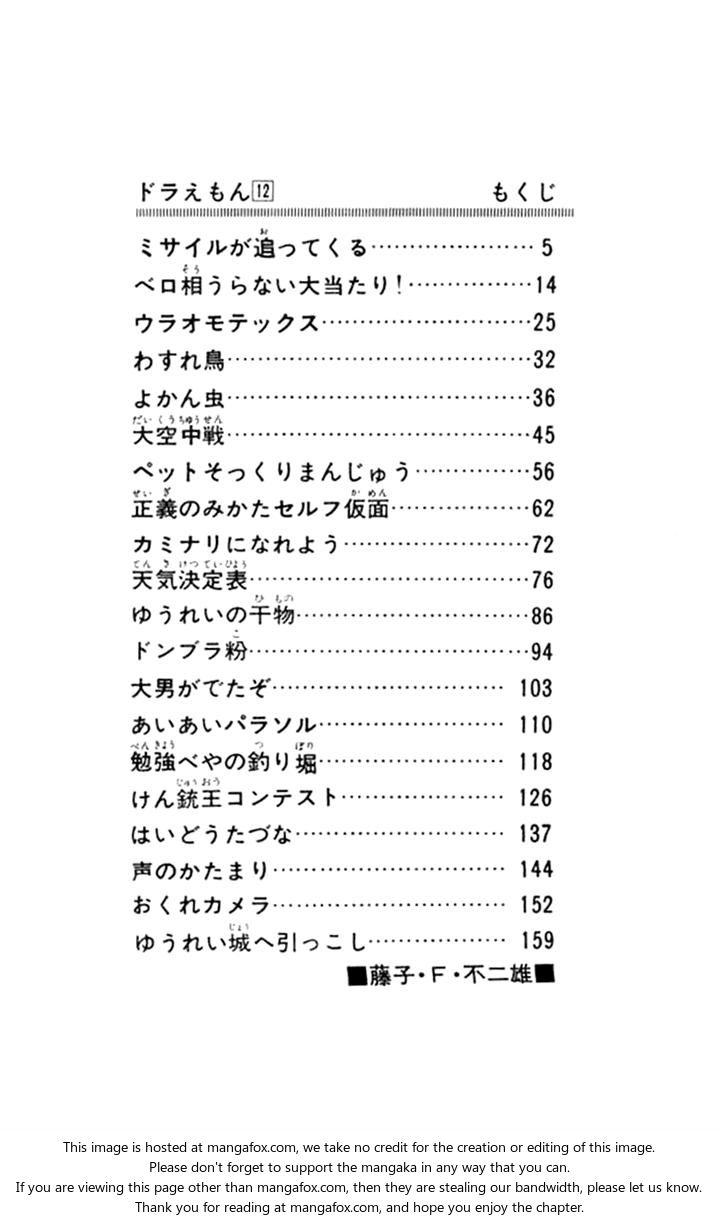 ドラえもん 12 もくじ
ミサイルが追ってくる…………………5
ベロ相うらない大当たり!……………14
ウラオモテックス………………………25
わすれ鳥…………………………………32
よかん虫…………………………………36
大空中戦…………………………………45
ペットそっくりまんじゅう……………56
正義のみかたセルフ仮面………………62
カミナリになれよう……………………72
天気決定表………………………………76
ゆうれいの干物…………………………86
ドンブラ粉………………………………94
大男がでたぞ…………………………103
あいあいパラソル……………………110
勉強べやの釣り堀……………………118
けん銃王コンテスト…………………126
はいどうたづな………………………137
声のかたまり…………………………144
おくれカメラ…………………………152
ゆうれい城へ引っこし………………159
■藤子・F・不二雄■
This image is hosted at mangafox.com, we take no credit for the creation or editing of this image.
Please don't forget to support the mangaka in any way that you can.
If you are viewing this page other than mangafox.com, then they are stealing our bandwidth, please let us know.
Thank you for reading at mangafox.com, and hope you enjoy the chapter.